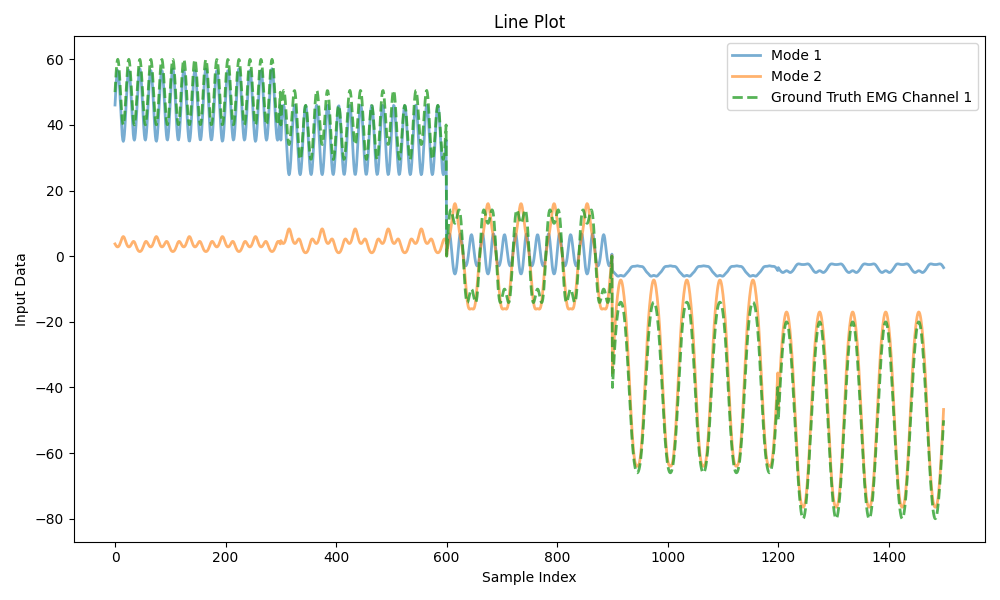 Line Plot
Mode 1
Mode 2
Ground Truth EMG Channel 1
Input Data
60
40
20
0
−20
−40
−60
−80
0 200 400 600 800 1000 1200 1400
Sample Index